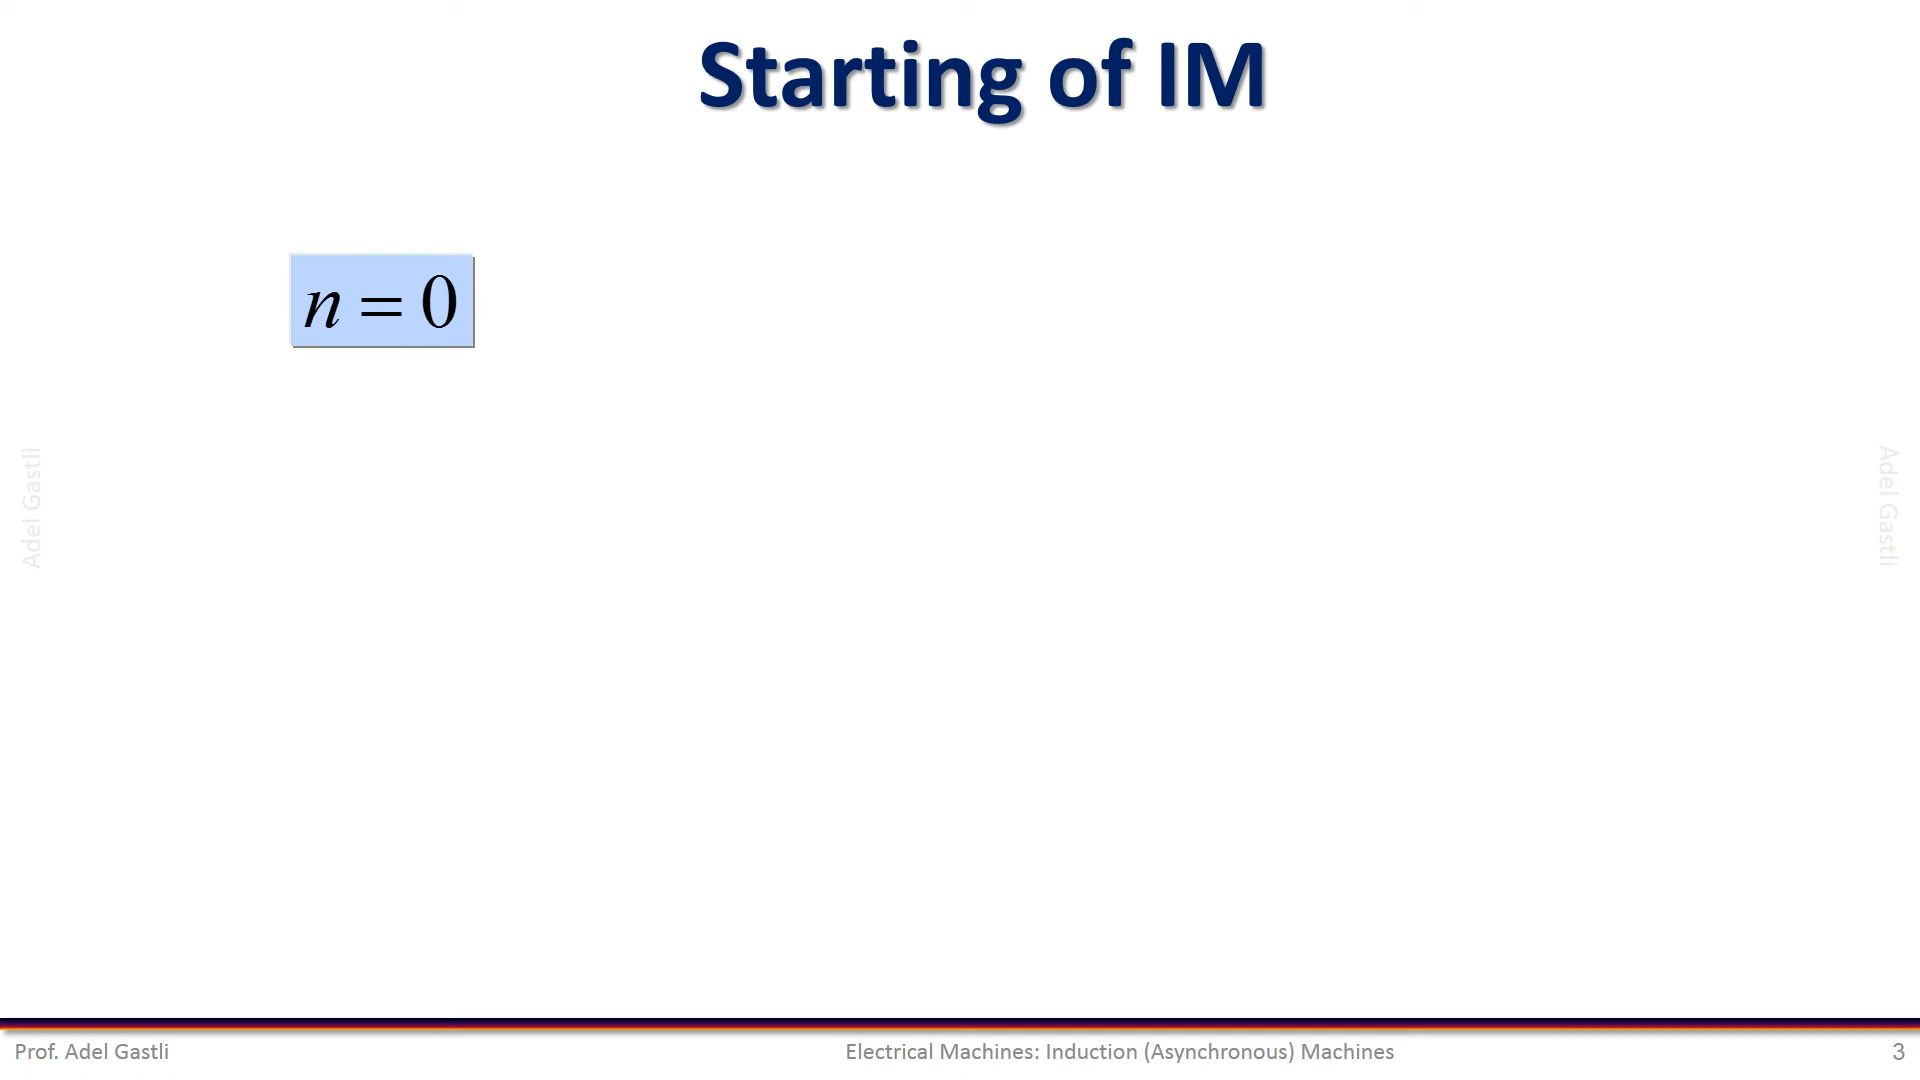 Starting of IM
n = 0
Adel Gastli
Adel Gastli
Prof. Adel Gastli
Electrical Machines: Induction (Asynchronous) Machines
3